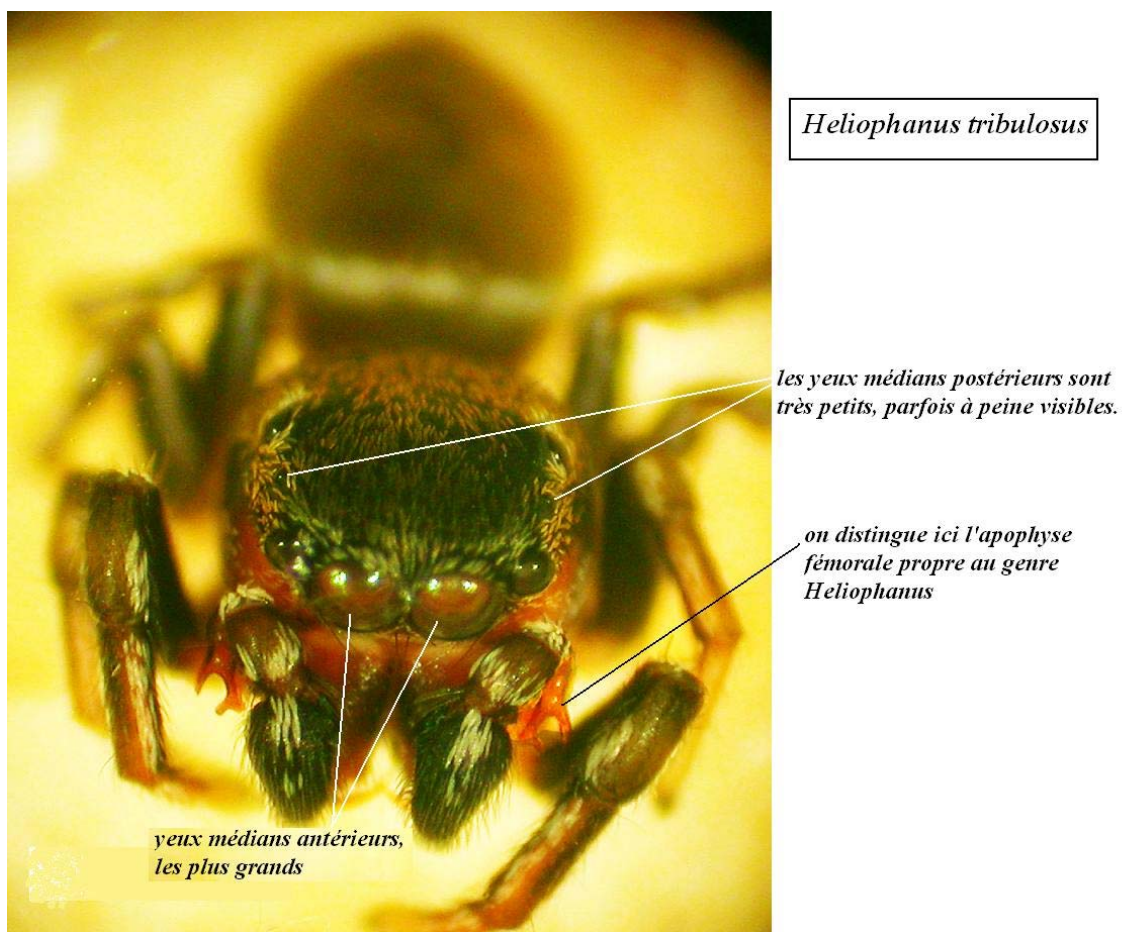 Heliophanus tribulosus
les yeux médians postérieurs sont
très petits, parfois à peine visibles.
on distingue ici l'apophyse
fémorale propre au genre
Heliophanus
yeux médians antérieurs,
les plus grands